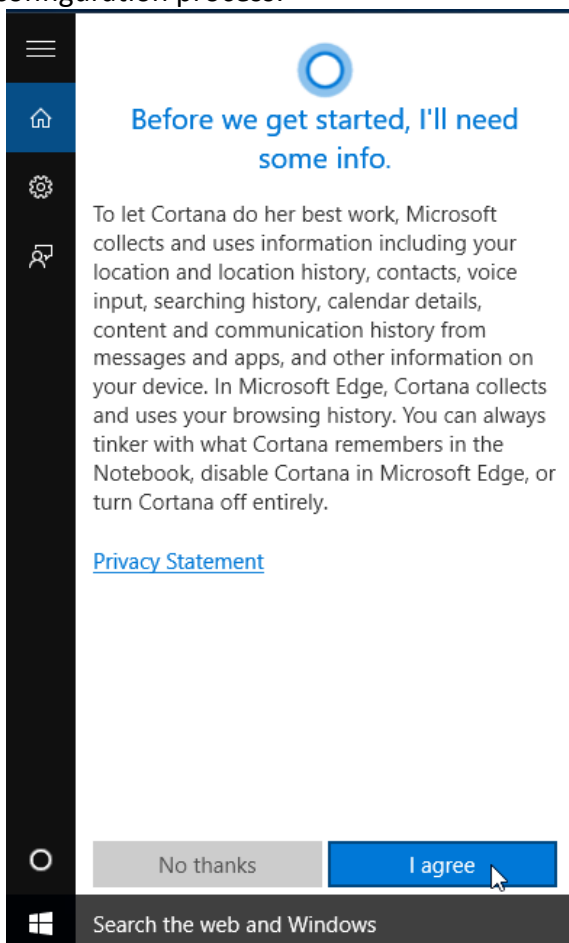 configuration process.
Before we get started, I'll need
some info.
To let Cortana do her best work, Microsoft
collects and uses information including your
location and location history, contacts, voice
input, searching history, calendar details,
content and communication history from
messages and apps, and other information on
your device. In Microsoft Edge, Cortana collects
and uses your browsing history. You can always
tinker with what Cortana remembers in the
Notebook, disable Cortana in Microsoft Edge, or
turn Cortana off entirely.
Privacy Statement
No thanks
I agree
Search the web and Windows